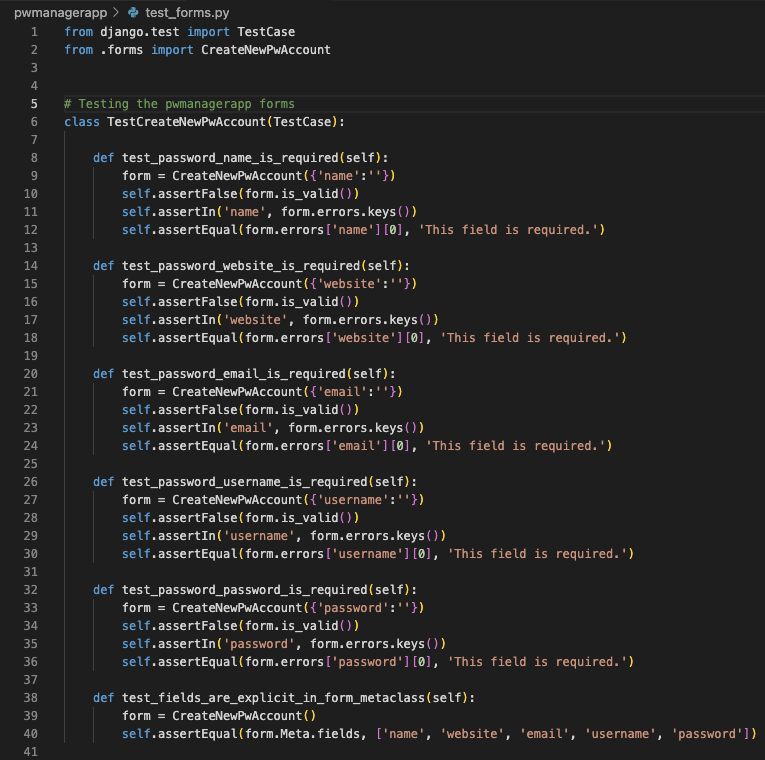 pwmanagerapp > test_forms.py
1 from django.test import TestCase
2 from .forms import CreateNewPwAccount
3
4
5 # Testing the pwmanagerapp forms
6 class TestCreateNewPwAccount(TestCase):
7
8     def test_password_name_is_required(self):
9         form = CreateNewPwAccount({'name':''})
10         self.assertFalse(form.is_valid())
11         self.assertIn('name', form.errors.keys())
12         self.assertEqual(form.errors['name'][0], 'This field is required.')
13
14     def test_password_website_is_required(self):
15         form = CreateNewPwAccount({'website':''})
16         self.assertFalse(form.is_valid())
17         self.assertIn('website', form.errors.keys())
18         self.assertEqual(form.errors['website'][0], 'This field is required.')
19
20     def test_password_email_is_required(self):
21         form = CreateNewPwAccount({'email':''})
22         self.assertFalse(form.is_valid())
23         self.assertIn('email', form.errors.keys())
24         self.assertEqual(form.errors['email'][0], 'This field is required.')
25
26     def test_password_username_is_required(self):
27         form = CreateNewPwAccount({'username':''})
28         self.assertFalse(form.is_valid())
29         self.assertIn('username', form.errors.keys())
30         self.assertEqual(form.errors['username'][0], 'This field is required.')
31
32     def test_password_password_is_required(self):
33         form = CreateNewPwAccount({'password':''})
34         self.assertFalse(form.is_valid())
35         self.assertIn('password', form.errors.keys())
36         self.assertEqual(form.errors['password'][0], 'This field is required.')
37
38     def test_fields_are_explicit_in_form_metaclass(self):
39         form = CreateNewPwAccount()
40         self.assertEqual(form.Meta.fields, ['name', 'website', 'email', 'username', 'password'])
41